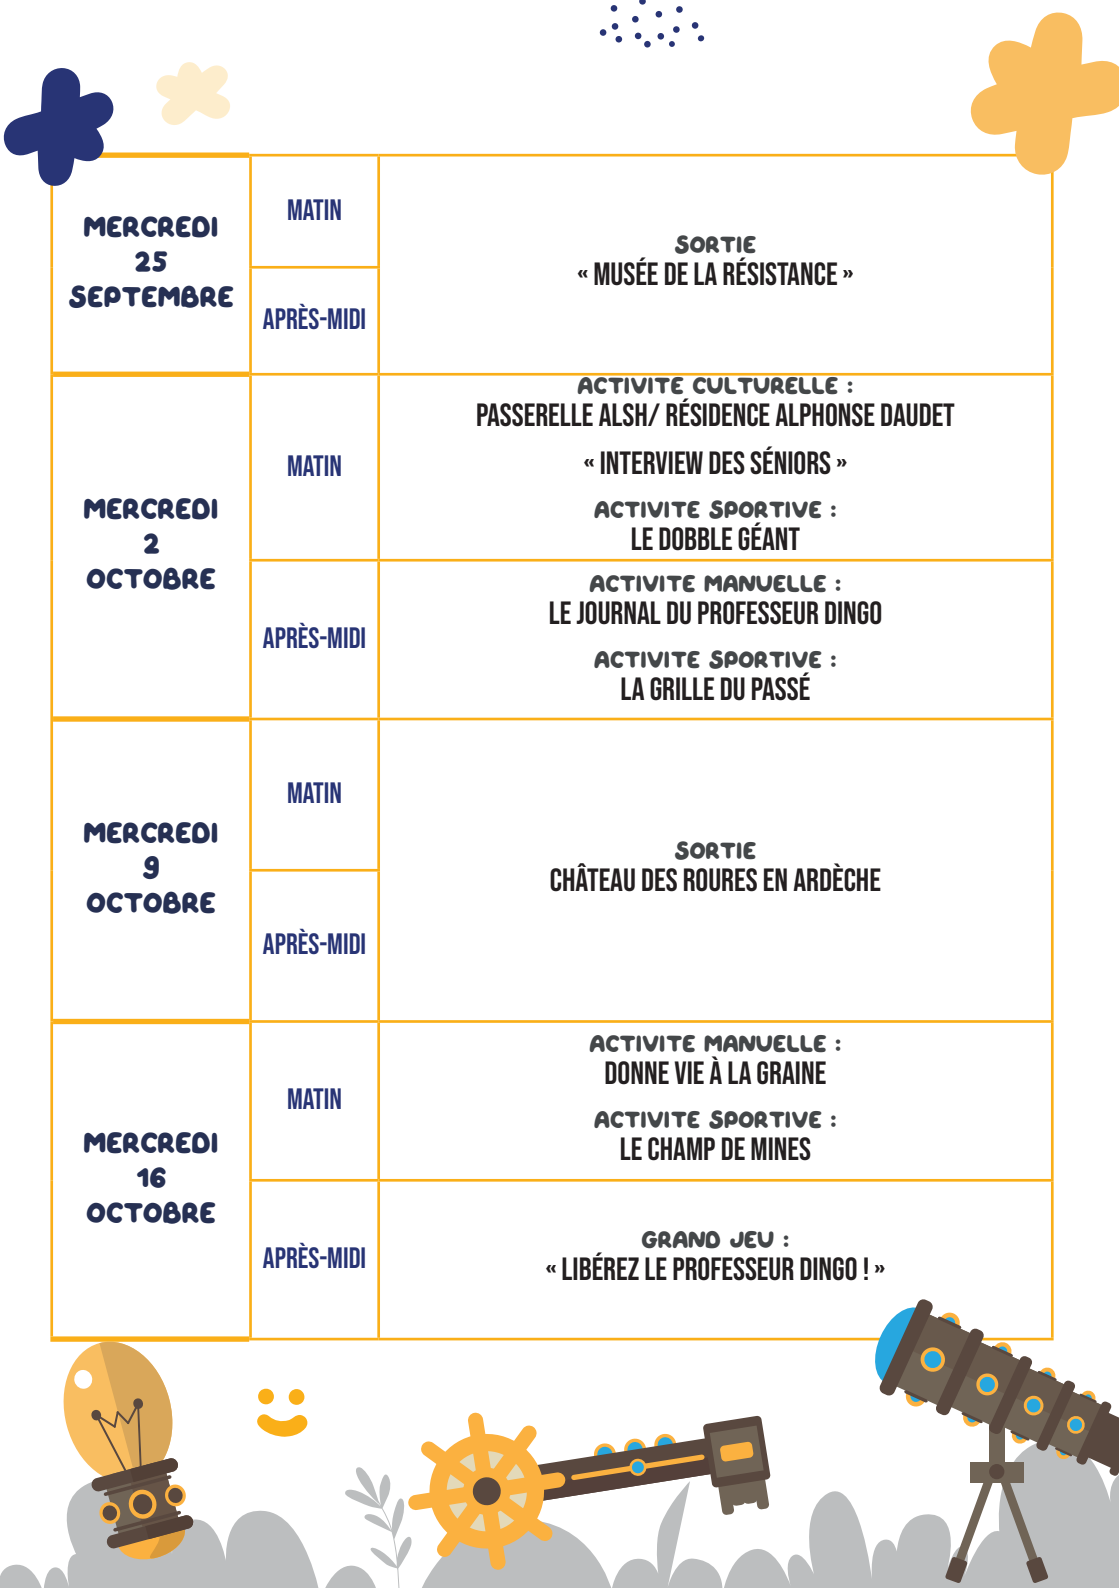 MERCREDI
25
SEPTEMBRE
MATIN
APRÈS-MIDI
SORTIE
« MUSÉE DE LA RÉSISTANCE »
MERCREDI
2
OCTOBRE
MATIN
ACTIVITE CULTURELLE :
PASSERELLE ALSH/ RÉSIDENCE ALPHONSE DAUDET
« INTERVIEW DES SÉNIORS »
ACTIVITE SPORTIVE :
LE DOBBLE GÉANT
APRÈS-MIDI
ACTIVITE MANUELLE :
LE JOURNAL DU PROFESSEUR DINGO
ACTIVITE SPORTIVE :
LA GRILLE DU PASSÉ
MERCREDI
9
OCTOBRE
MATIN
APRÈS-MIDI
SORTIE
CHÂTEAU DES ROURES EN ARDÈCHE
MERCREDI
16
OCTOBRE
MATIN
ACTIVITE MANUELLE :
DONNE VIE À LA GRAINE
ACTIVITE SPORTIVE :
LE CHAMP DE MINES
APRÈS-MIDI
GRAND JEU :
« LIBÉREZ LE PROFESSEUR DINGO ! »